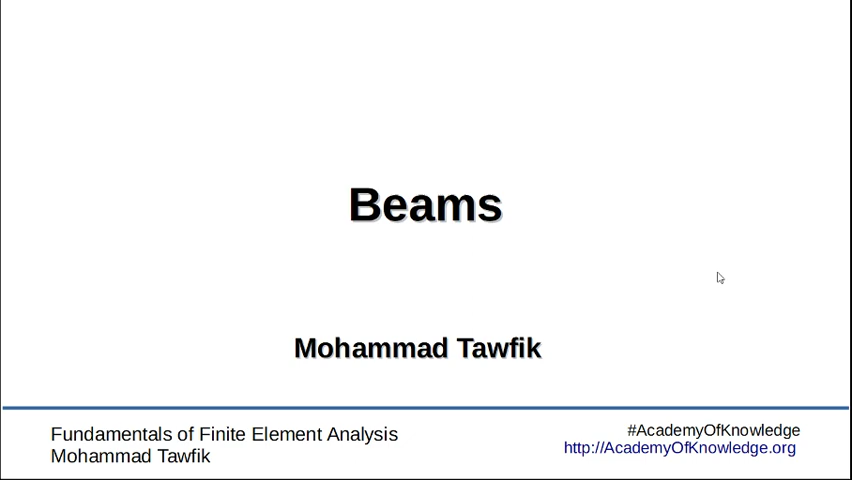 Beams
Mohammad Tawfik
Fundamentals of Finite Element Analysis
Mohammad Tawfik
#AcademyOfKnowledge
http://AcademyOfKnowledge.org